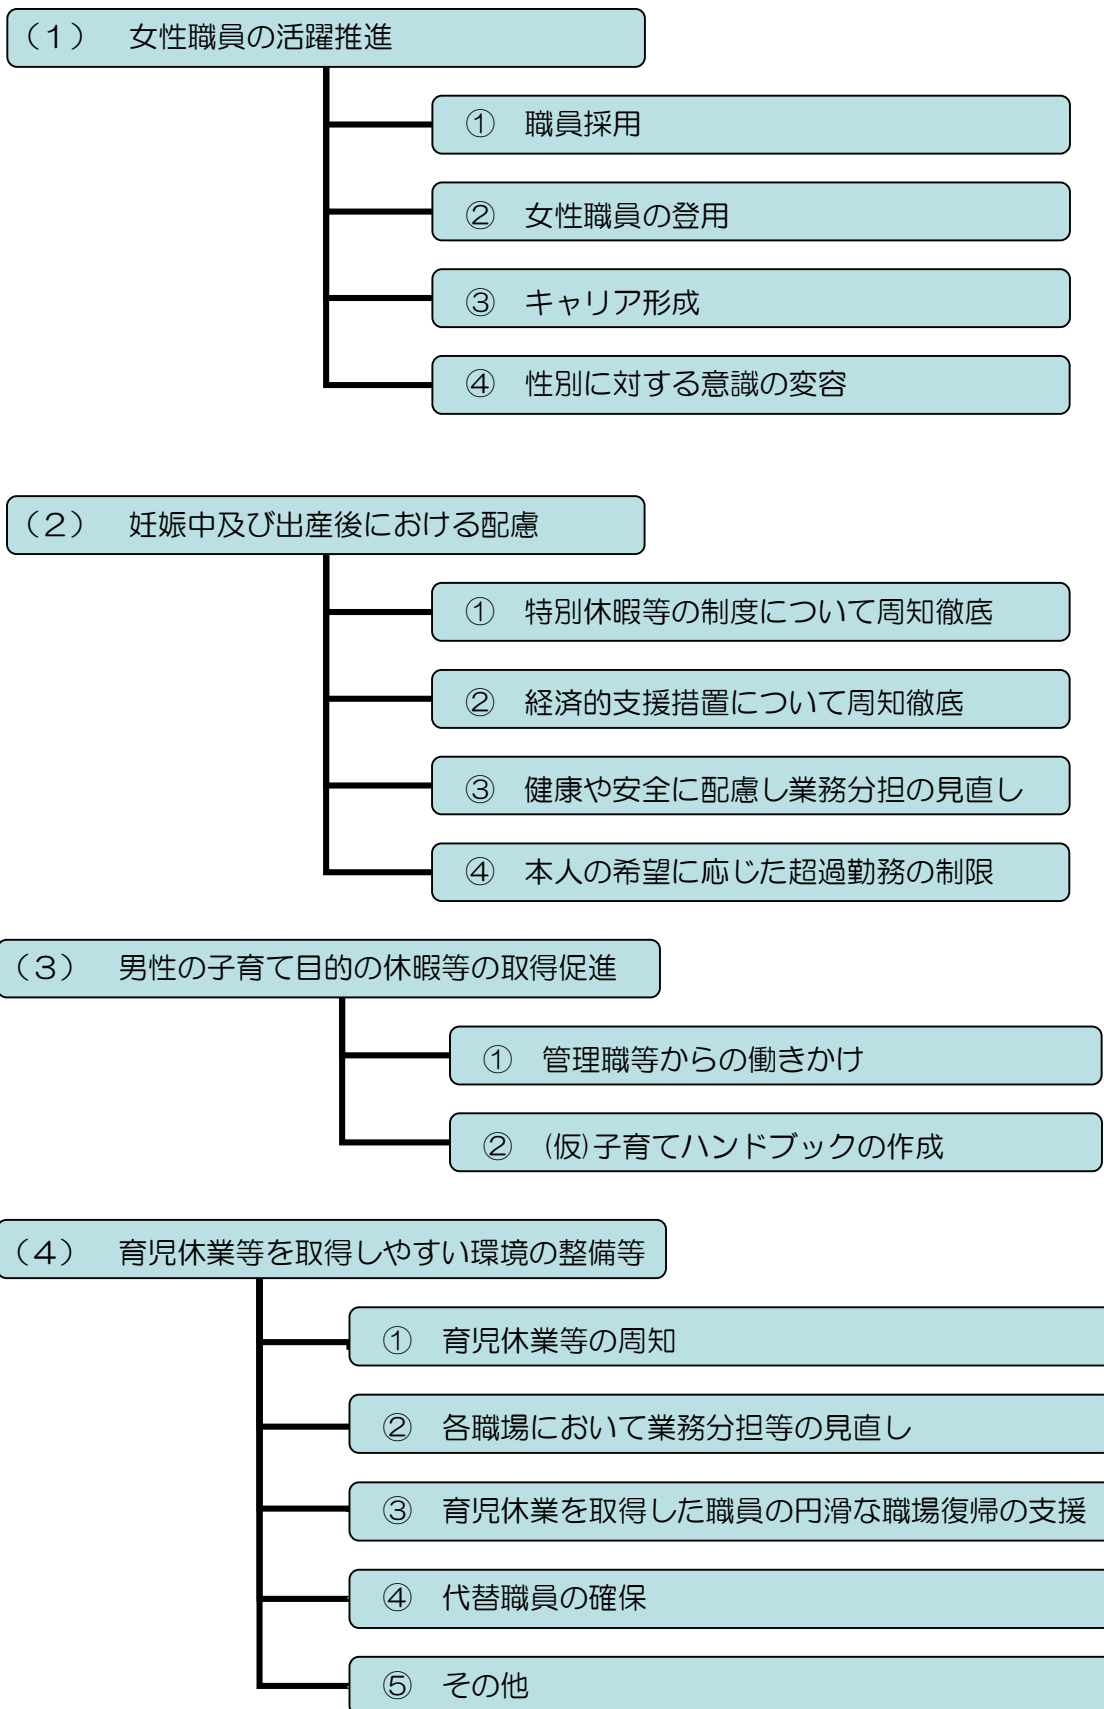 （１）　女性職員の活躍推進
①　職員採用
②　女性職員の登用
③　キャリア形成
④　性別に対する意識の変容
（２）　妊娠中及び出産後における配慮
①　特別休暇等の制度について周知徹底
②　経済的支援措置について周知徹底
③　健康や安全に配慮し業務分担の見直し
④　本人の希望に応じた超過勤務の制限
（３）　男性の子育て目的の休暇等の取得促進
①　管理職等からの働きかけ
②　(仮)子育てハンドブックの作成
（４）　育児休業等を取得しやすい環境の整備等
①　育児休業等の周知
②　各職場において業務分担等の見直し
③　育児休業を取得した職員の円滑な職場復帰の支援
④　代替職員の確保
⑤　その他